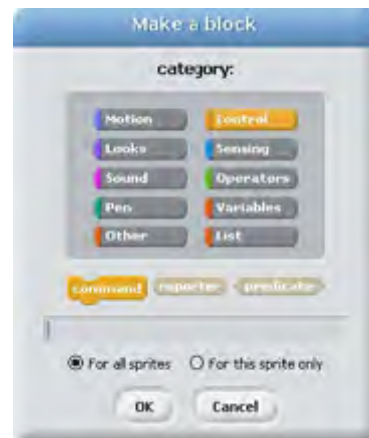 Make a block
category:
Motion Control
Looks Sensing
Sound Operators
Pen Variables
Other List
command reporter predicate
For all sprites For this sprite only
OK Cancel